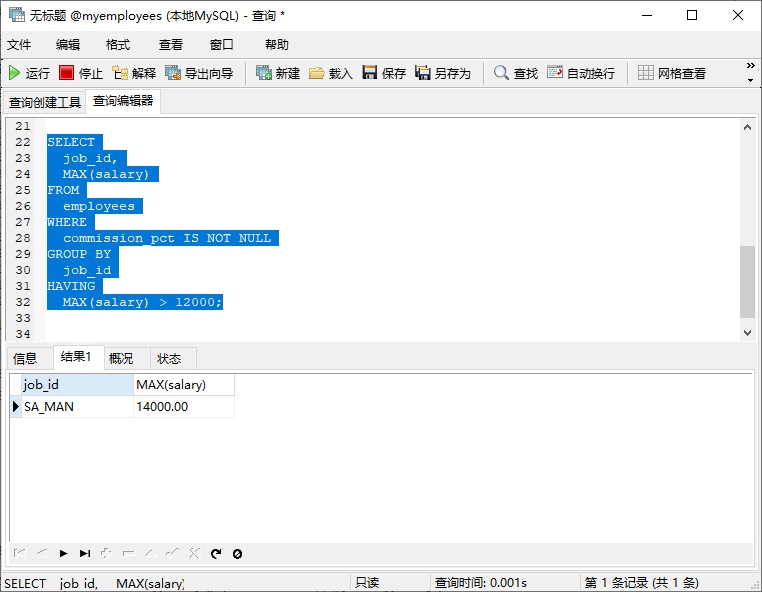 无标题 @myemployees (本地MySQL) - 查询 *
文件 编辑 格式 查看 窗口 帮助
运行 停止 解释 导出向导 新建 载入 保存 另存为 查找 自动换行 网格查看 »
查询创建工具 查询编辑器
21
22 SELECT
23 job_id,
24 MAX(salary)
25 FROM
26 employees
27 WHERE
28 commission_pct IS NOT NULL
29 GROUP BY
30 job_id
31 HAVING
32 MAX(salary) > 12000;
33
34
信息 结果1 概况 状态
job_id MAX(salary)
SA_MAN 14000.00
SELECT job_id, MAX(salary) 只读 查询时间: 0.001s 第 1 条记录 (共 1 条)